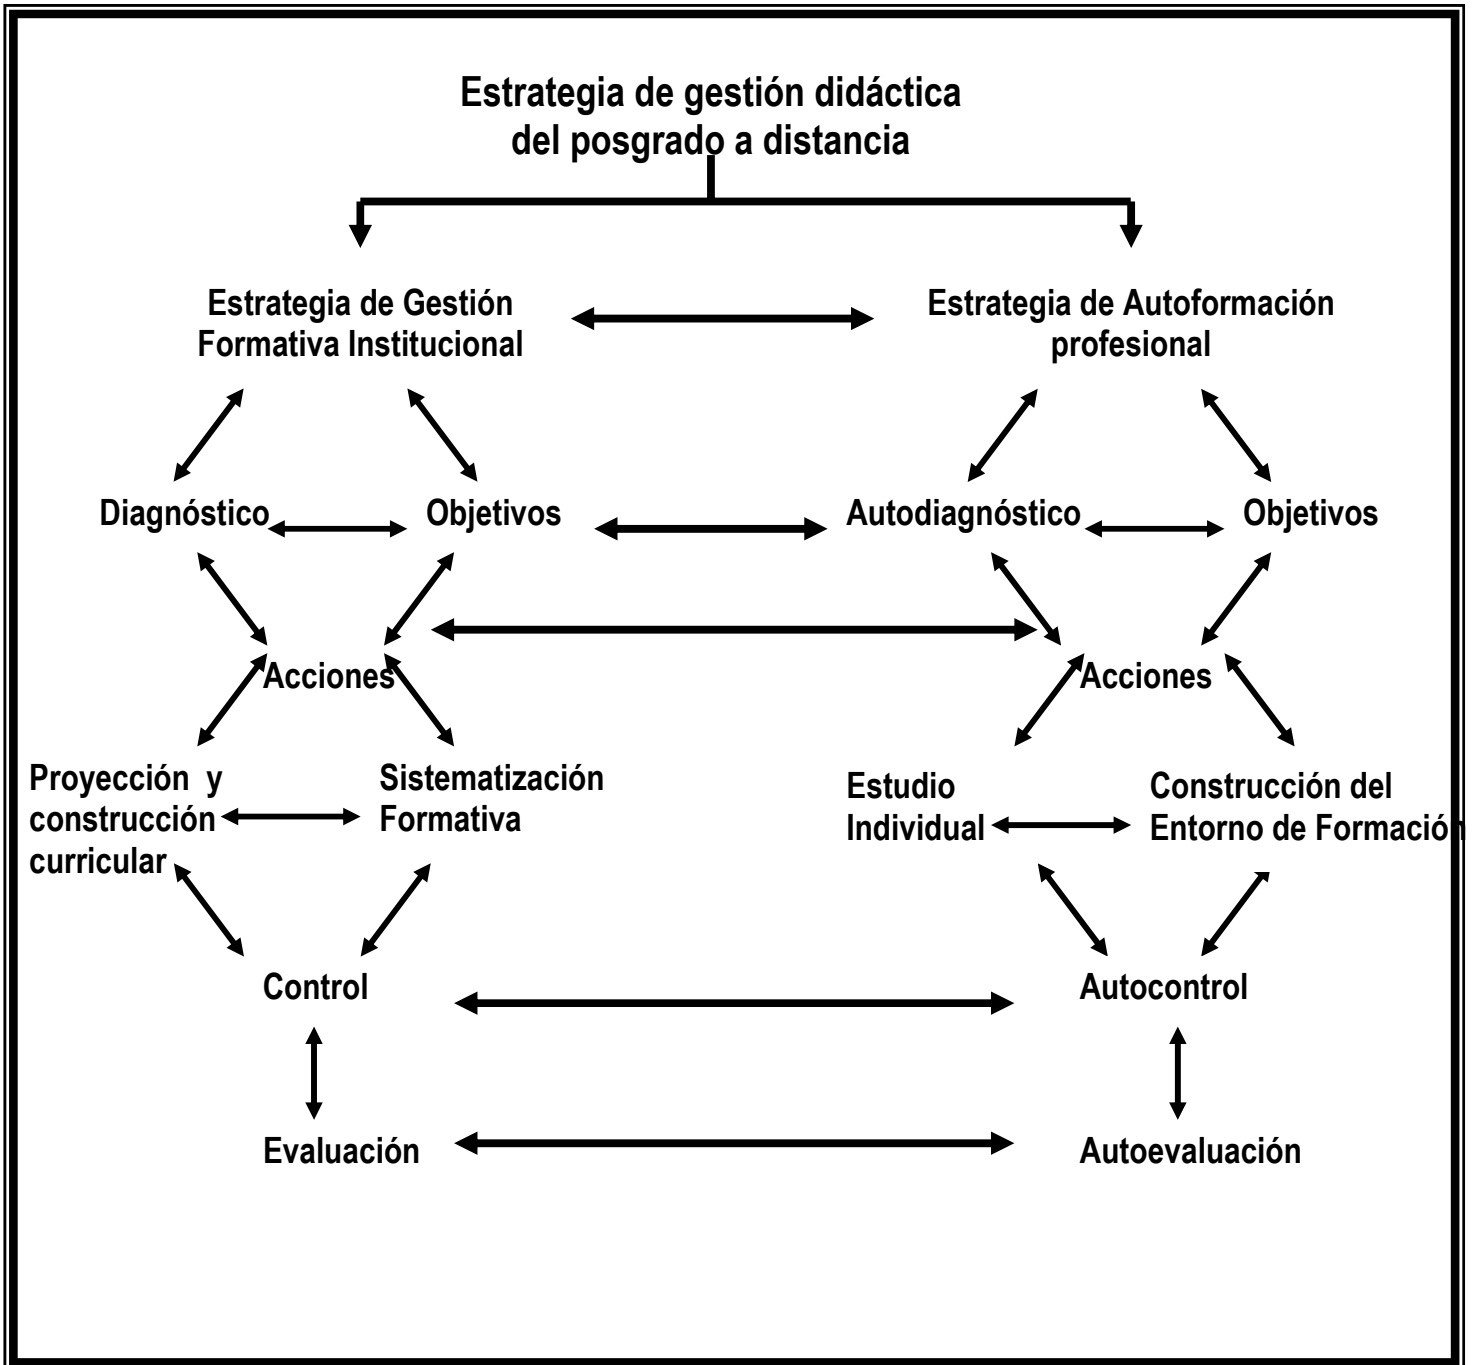 Estrategia de gestión didáctica
del posgrado a distancia
Estrategia de Gestión
Formativa Institucional
Estrategia de Autoformación
profesional
Diagnóstico
Objetivos
Autodiagnóstico
Objetivos
Acciones
Acciones
Proyección y
construcción
curricular
Sistematización
Formativa
Estudio
Individual
Construcción del
Entorno de Formación
Control
Autocontrol
Evaluación
Autoevaluación